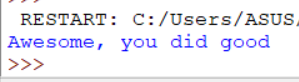 >>>
RESTART: C:/Users/ASUS/
Awesome, you did good
>>>